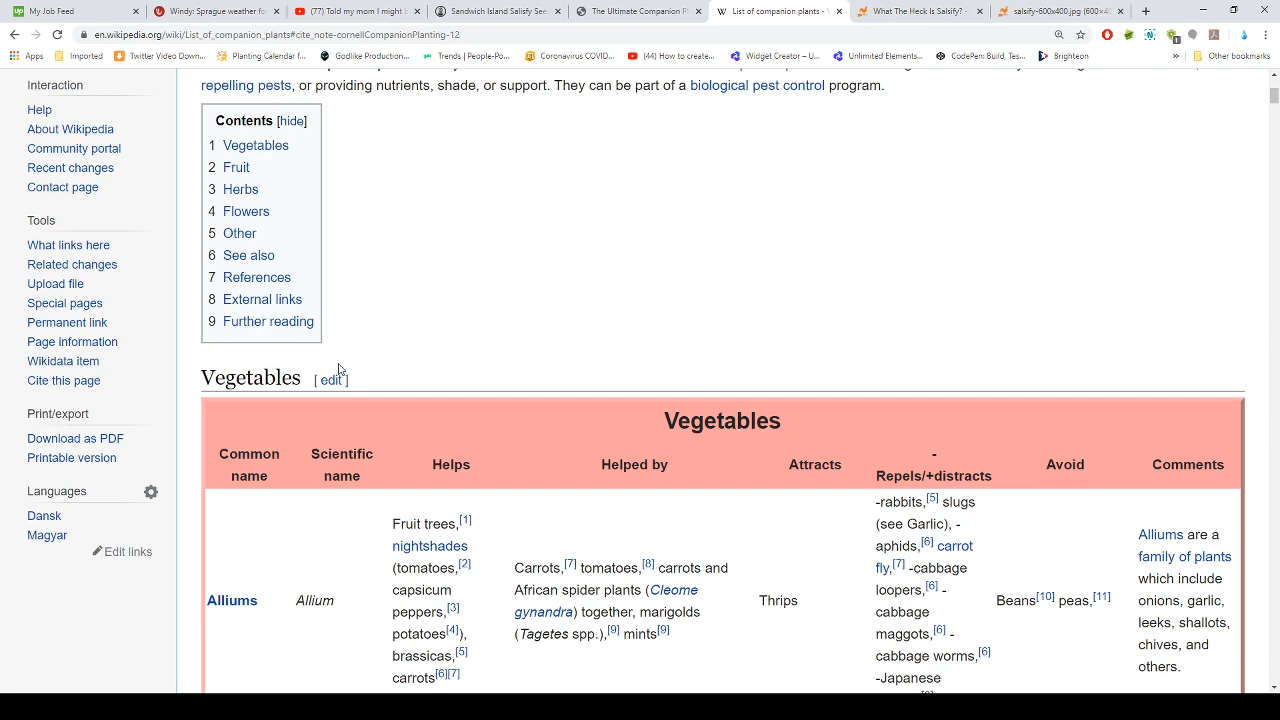 My Job Feed
Windy: Sprague weather fo
(77) Told my mom I might
Sandwich Island Salisfy See
The Ultimate Companion Pl
List of companion plants -
What The Heck Is Salsify? -
salsify-600x400.jpg (600×4
en.wikipedia.org/wiki/List_of_companion_plants#cite_note-cornellCompanionPlanting-12
Apps
Imported
Twitter Video Down...
Planting Calendar f...
Godlike Production...
Trends | People-Po...
Coronavirus COVID...
(44) How to create...
Widget Creator – U...
Unlimited Elements...
CodePen: Build, Tes...
Brighteon
»
Other bookmarks
Interaction
Help
About Wikipedia
Community portal
Recent changes
Contact page
Tools
What links here
Related changes
Upload file
Special pages
Permanent link
Page information
Wikidata item
Cite this page
Print/export
Download as PDF
Printable version
Languages
Dansk
Magyar
Edit links
repelling pests, or providing nutrients, shade, or support. They can be part of a biological pest control program.
Contents [hide]
1 Vegetables
2 Fruit
3 Herbs
4 Flowers
5 Other
6 See also
7 References
8 External links
9 Further reading
Vegetables [ edit ]
Vegetables
Common
name
Scientific
name
Helps
Helped by
Attracts
-
Repels/+distracts
Avoid
Comments
Alliums
Allium
Fruit trees,[1]
nightshades
(tomatoes,[2]
capsicum
peppers,[3]
potatoes[4]),
brassicas,[5]
carrots[6][7]
Carrots,[7] tomatoes,[8] carrots and
African spider plants (Cleome
gynandra) together, marigolds
(Tagetes spp.),[9] mints[9]
Thrips
-rabbits,[5] slugs
(see Garlic), -
aphids,[6] carrot
fly,[7] -cabbage
loopers,[6] -
cabbage
maggots,[6] -
cabbage worms,[6]
-Japanese
Beans[10] peas,[11]
Alliums are a
family of plants
which include
onions, garlic,
leeks, shallots,
chives, and
others.